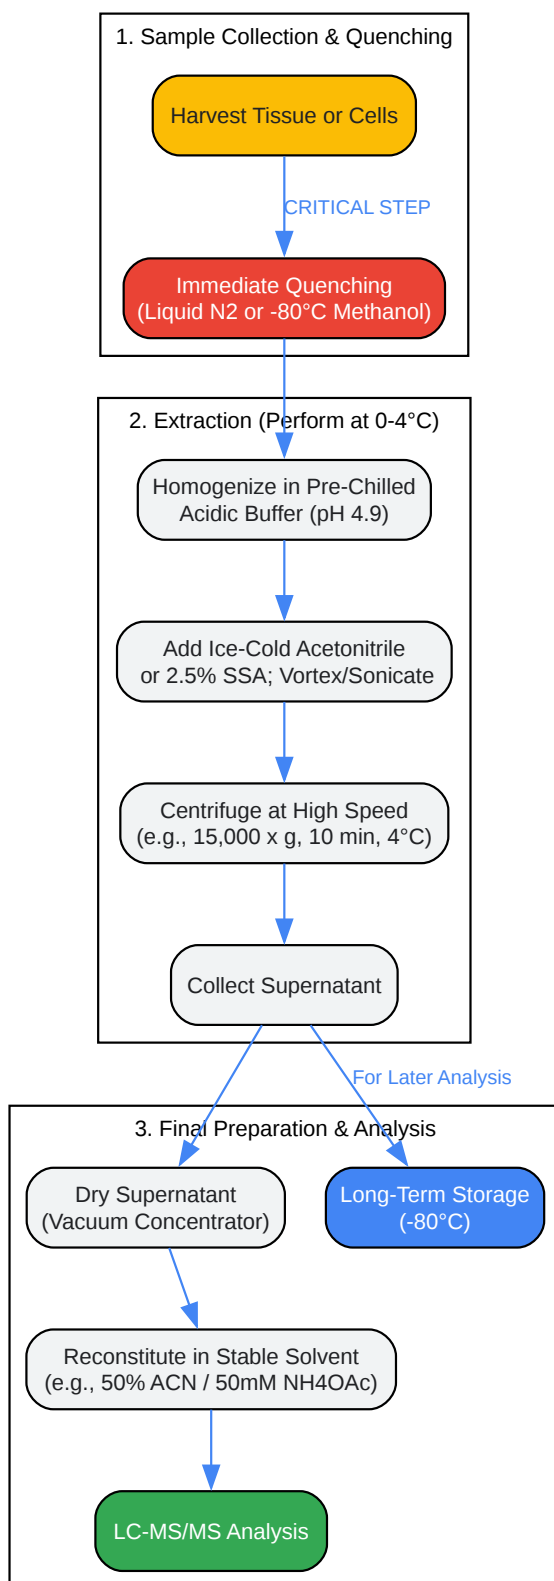 1. Sample Collection & Quenching
Harvest Tissue or Cells
CRITICAL STEP
Immediate Quenching
(Liquid N2 or -80°C Methanol)
2. Extraction (Perform at 0-4°C)
Homogenize in Pre-Chilled
Acidic Buffer (pH 4.9)
Add Ice-Cold Acetonitrile
or 2.5% SSA; Vortex/Sonicate
Centrifuge at High Speed
(e.g., 15,000 x g, 10 min, 4°C)
Collect Supernatant
For Later Analysis
3. Final Preparation & Analysis
Dry Supernatant
(Vacuum Concentrator)
Long-Term Storage
(-80°C)
Reconstitute in Stable Solvent
(e.g., 50% ACN / 50mM NH4OAc)
LC-MS/MS Analysis